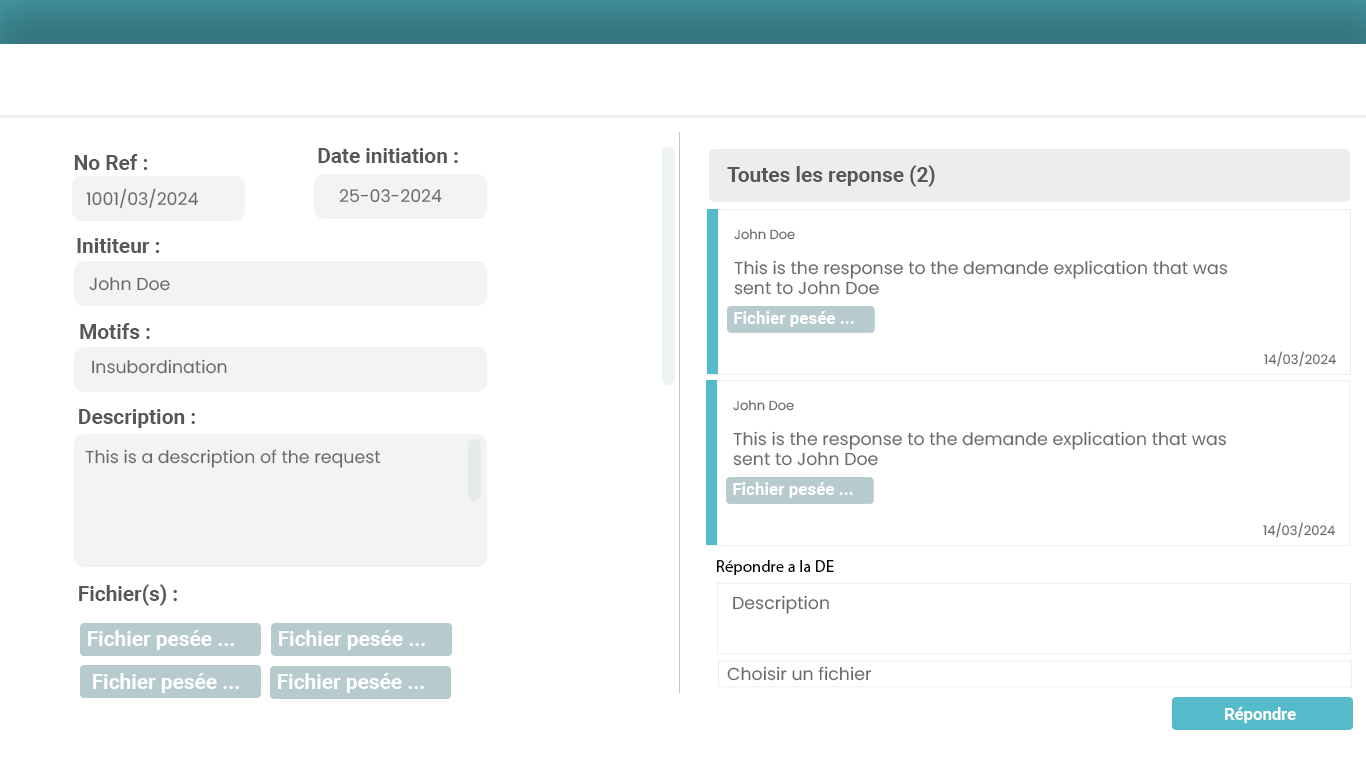 No Ref :
Date initiation :
1001/03/2024
25-03-2024
Inititeur :
John Doe
Motifs :
Insubordination
Description :
This is a description of the request
Fichier(s) :
Fichier pesée ...
Fichier pesée ...
Fichier pesée ...
Fichier pesée ...
Toutes les reponse (2)
John Doe
This is the response to the demande explication that was
sent to John Doe
Fichier pesée ...
14/03/2024
John Doe
This is the response to the demande explication that was
sent to John Doe
Fichier pesée ...
14/03/2024
Répondre a la DE
Description
Choisir un fichier
Répondre